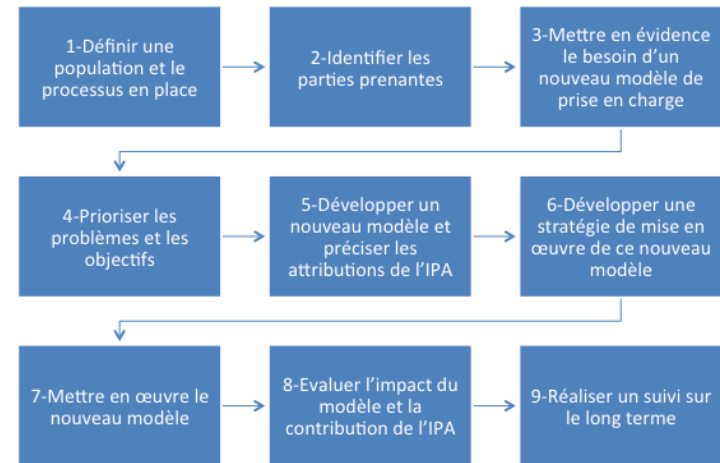 1-Définir une
population et le
processus en place
2-Identifier les
parties prenantes
3-Mettre en évidence
le besoin d’un
nouveau modèle de
prise en charge
4-Prioriser les
problèmes et les
objectifs
5-Développer un
nouveau modèle et
préciser les
attributions de l’IPA
6-Développer une
stratégie de mise en
œuvre de ce nouveau
modèle
7-Mettre en œuvre le
nouveau modèle
8-Evaluer l’impact du
modèle et la
contribution de l’IPA
9-Réaliser un suivi sur
le long terme